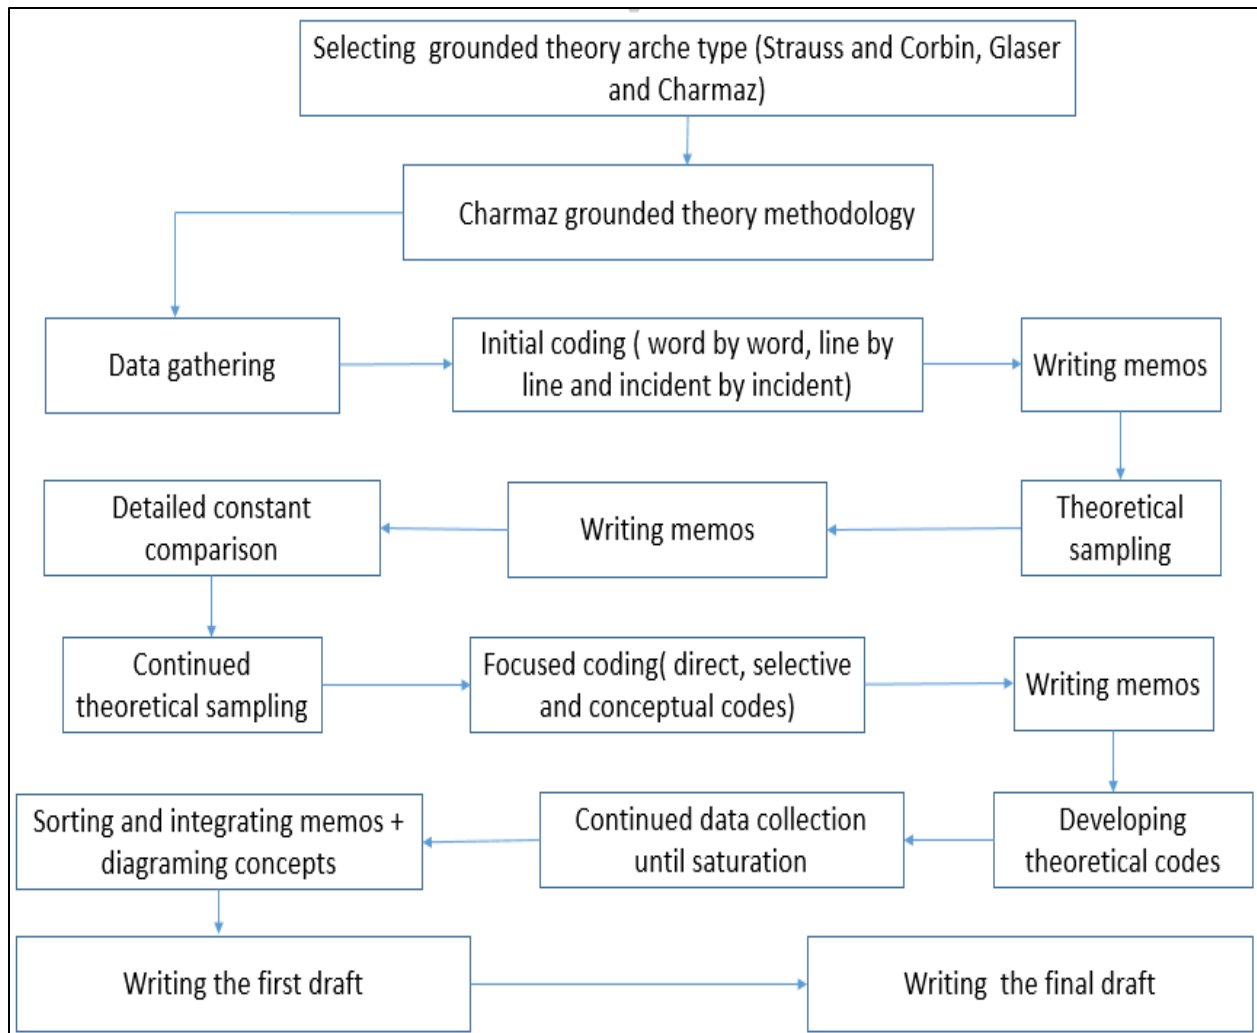 Selecting grounded theory arche type (Strauss and Corbin, Glaser
and Charmaz)
Charmaz grounded theory methodology
Data gathering
Initial coding ( word by word, line by
line and incident by incident)
Writing memos
Theoretical
sampling
Writing memos
Detailed constant
comparison
Continued
theoretical sampling
Focused coding( direct, selective
and conceptual codes)
Writing memos
Developing
theoretical codes
Continued data collection
until saturation
Sorting and integrating memos +
diagraming concepts
Writing the first draft
Writing the final draft